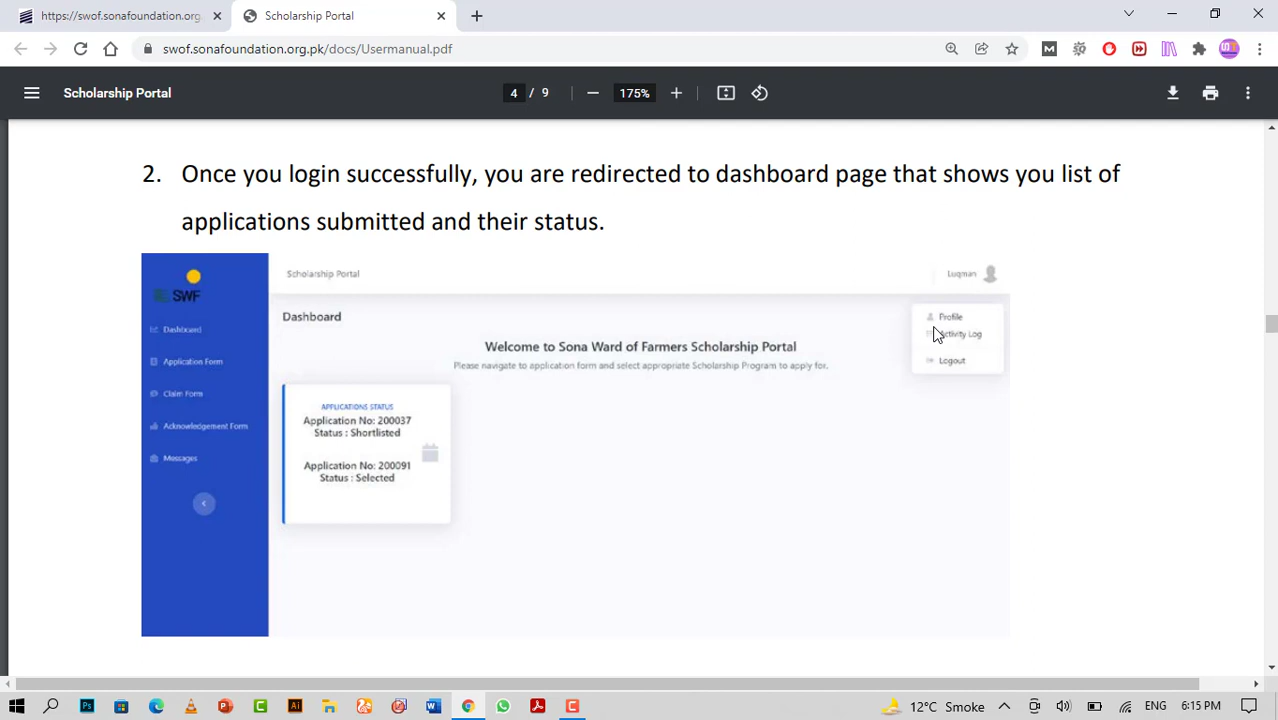 https://swof.sonafoundation.org.
Scholarship Portal
swof.sonafoundation.org.pk/docs/Usermanual.pdf
Scholarship Portal
4 / 9
175%
2. Once you login successfully, you are redirected to dashboard page that shows you list of
applications submitted and their status.
SWF
Scholarship Portal
Luqman
Dashboard
Profile
Activity Log
Logout
Welcome to Sona Ward of Farmers Scholarship Portal
Please navigate to application form and select appropriate Scholarship Program to apply for.
Dashboard
Application Form
Claim Form
Acknowledgement Form
Messages
APPLICATIONS STATUS
Application No: 200037
Status : Shortlisted
Application No: 200091
Status : Selected
12°C Smoke
ENG
6:15 PM